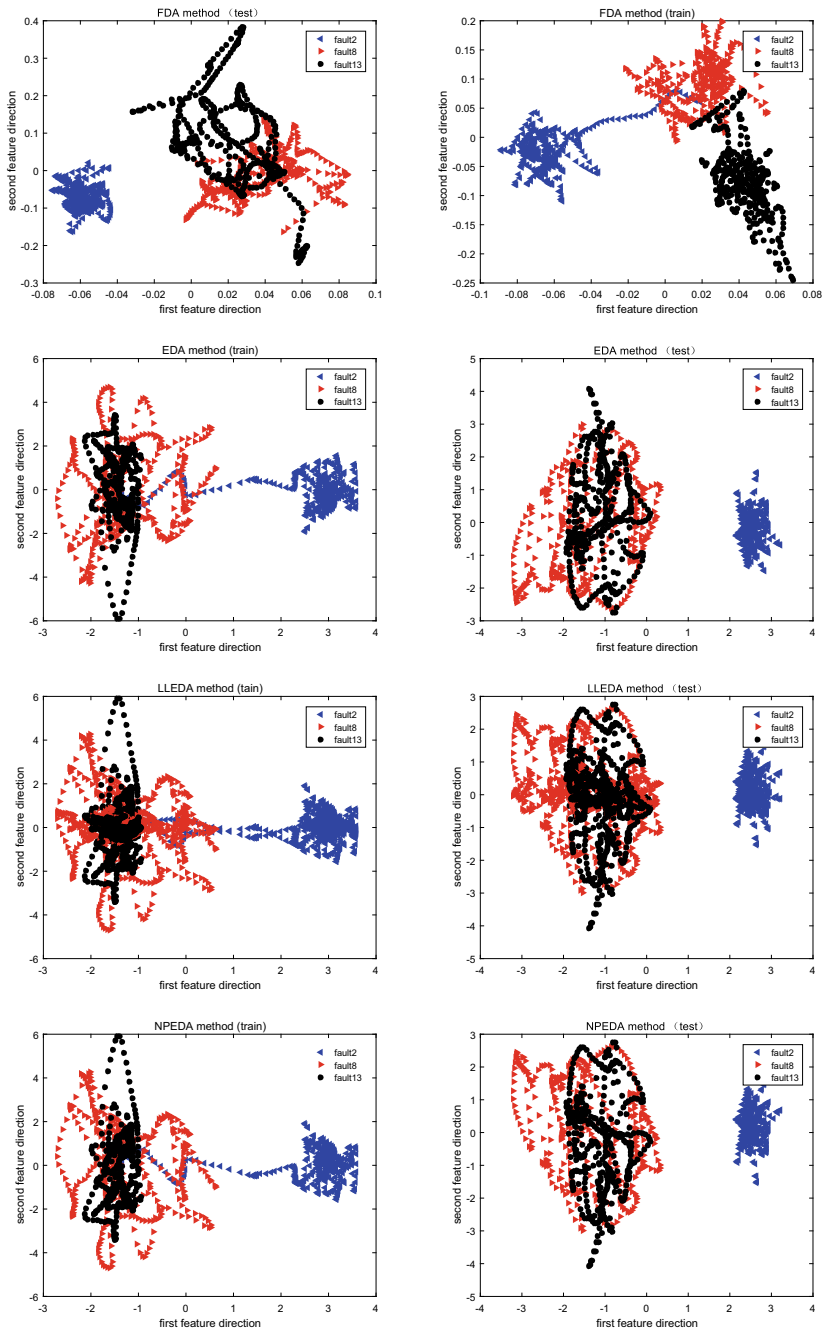 FDA method （test）
0.4
0.3
0.2
0.1
0
-0.1
-0.2
-0.3
second feature direction
fault2
fault8
fault13
-0.08 -0.06 -0.04 -0.02 0 0.02 0.04 0.06 0.08 0.1
first feature direction
FDA method (train)
0.2
0.15
0.1
0.05
0
-0.05
-0.1
-0.15
-0.2
-0.25
second feature direction
fault2
fault8
fault13
-0.1 -0.08 -0.06 -0.04 -0.02 0 0.02 0.04 0.06 0.08
first feature direction
EDA method (train)
6
4
2
0
-2
-4
-6
second feature direction
fault2
fault8
fault13
-3 -2 -1 0 1 2 3 4
first feature direction
EDA method （test）
5
4
3
2
1
0
-1
-2
-3
second feature direction
fault2
fault8
fault13
-4 -3 -2 -1 0 1 2 3 4
first feature direction
LLEDA method (tain)
6
4
2
0
-2
-4
-6
second feature direction
fault2
fault8
fault13
-3 -2 -1 0 1 2 3 4
first feature direction
LLEDA method （test）
3
2
1
0
-1
-2
-3
-4
-5
second feature direction
fault2
fault8
fault13
-4 -3 -2 -1 0 1 2 3 4
first feature direction
NPEDA method (train)
6
4
2
0
-2
-4
-6
second feature direction
fault2
fault8
fault13
-3 -2 -1 0 1 2 3 4
first feature direction
NPEDA method （test）
3
2
1
0
-1
-2
-3
-4
-5
second feature direction
fault2
fault8
fault13
-4 -3 -2 -1 0 1 2 3 4
first feature direction